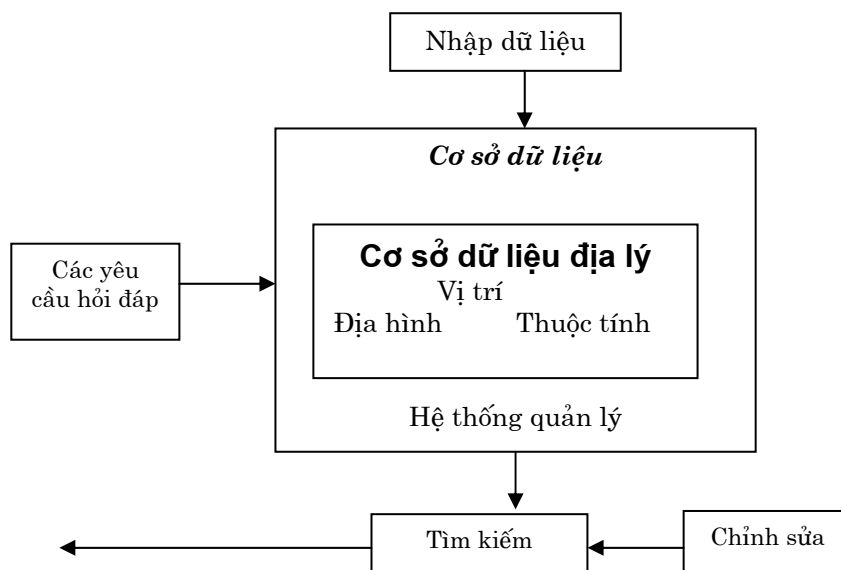 Nhập dữ liệu
Cơ sở dữ liệu
Cơ sở dữ liệu địa lý
Vị trí
Địa hình Thuộc tính
Các yêu
cầu hỏi đáp
Hệ thống quản lý
Tìm kiếm
Chỉnh sửa